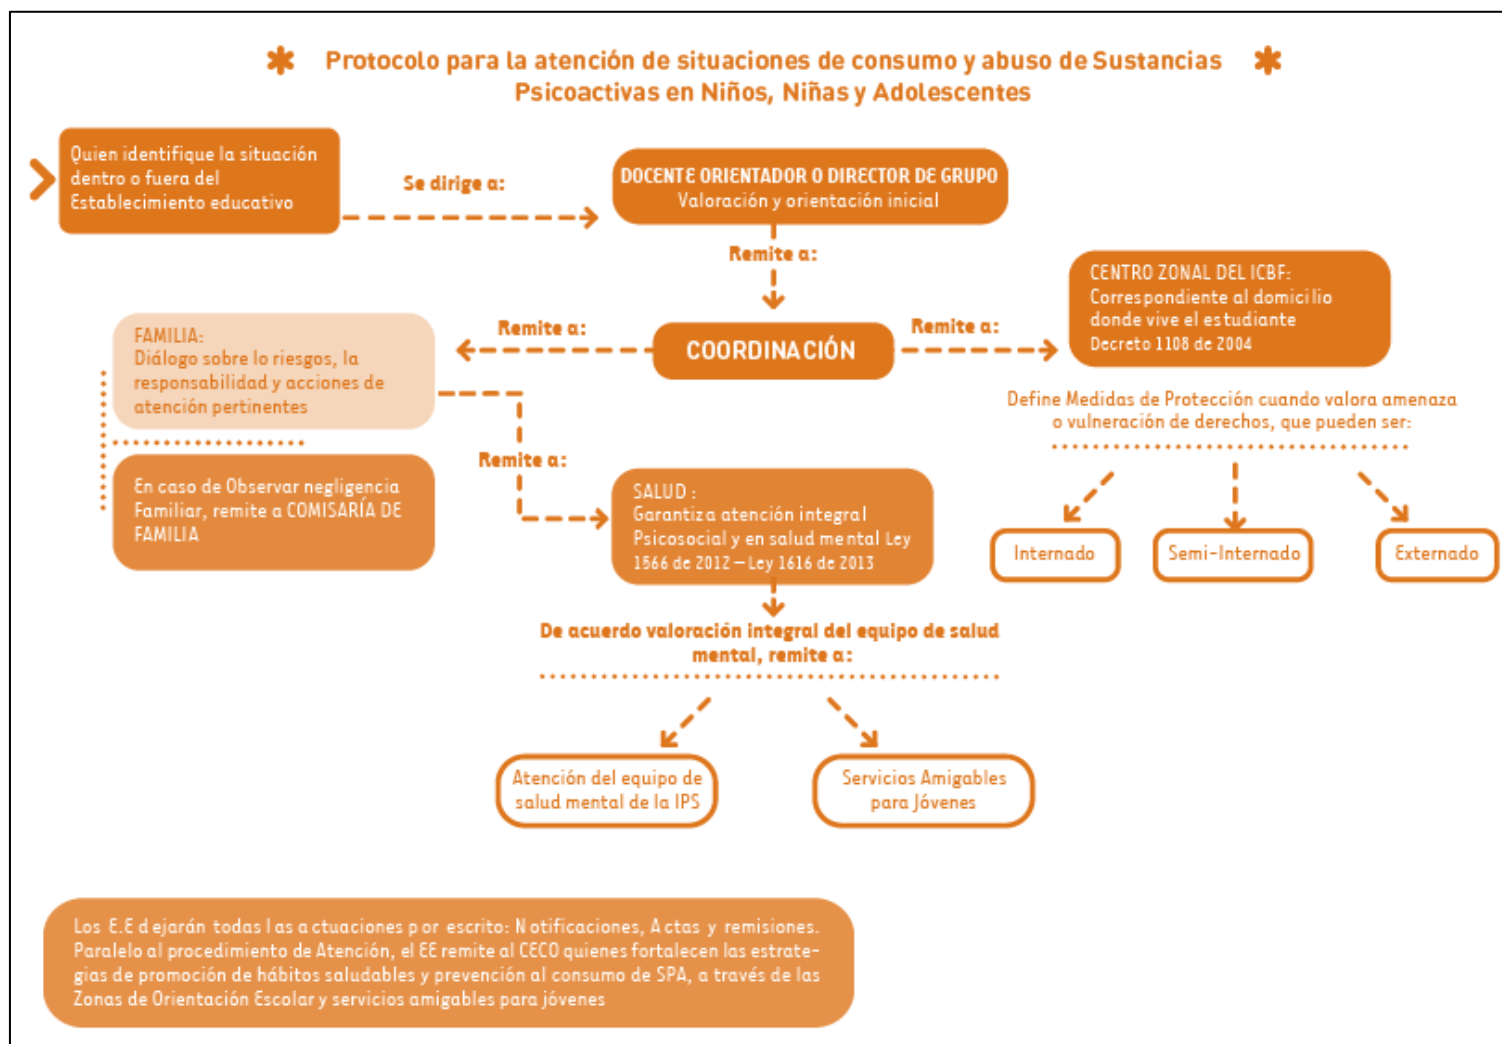 Protocolo para la atención de situaciones de consumo y abuso de Sustancias
Psicoactivas en Niños, Niñas y Adolescentes
Quien identifique la situación
dentro o fuera del
Establecimiento educativo
Se dirige a:
DOCENTE ORIENTADOR O DIRECTOR DE GRUPO
Valoración y orientación inicial
Remite a:
COORDINACIÓN
Remite a:
CENTRO ZONAL DEL ICBF:
Correspondiente al domicilio
donde vive el estudiante
Decreto 1108 de 2004
Define Medidas de Protección cuando valora amenaza
o vulneración de derechos, que pueden ser:
Internado
Semi-Internado
Externado
Remite a:
FAMILIA:
Diálogo sobre lo riesgos, la
responsabilidad y acciones de
atención pertinentes
En caso de Observar negligencia
Familiar, remite a COMISARÍA DE
FAMILIA
Remite a:
SALUD :
Garantiza atención integral
Psicosocial y en salud mental Ley
1566 de 2012 – Ley 1616 de 2013
De acuerdo valoración integral del equipo de salud
mental, remite a:
Atención del equipo de
salud mental de la IPS
Servicios Amigables
para Jóvenes
Los E.E d ejarán todas l as a ctuaciones p or escrito: N otificaciones, A ctas y remisiones.
Paralelo al procedimiento de Atención, el EE remite al CECO quienes fortalecen las estrate-
gias de promoción de hábitos saludables y prevención al consumo de SPA, a través de las
Zonas de Orientación Escolar y servicios amigables para jóvenes